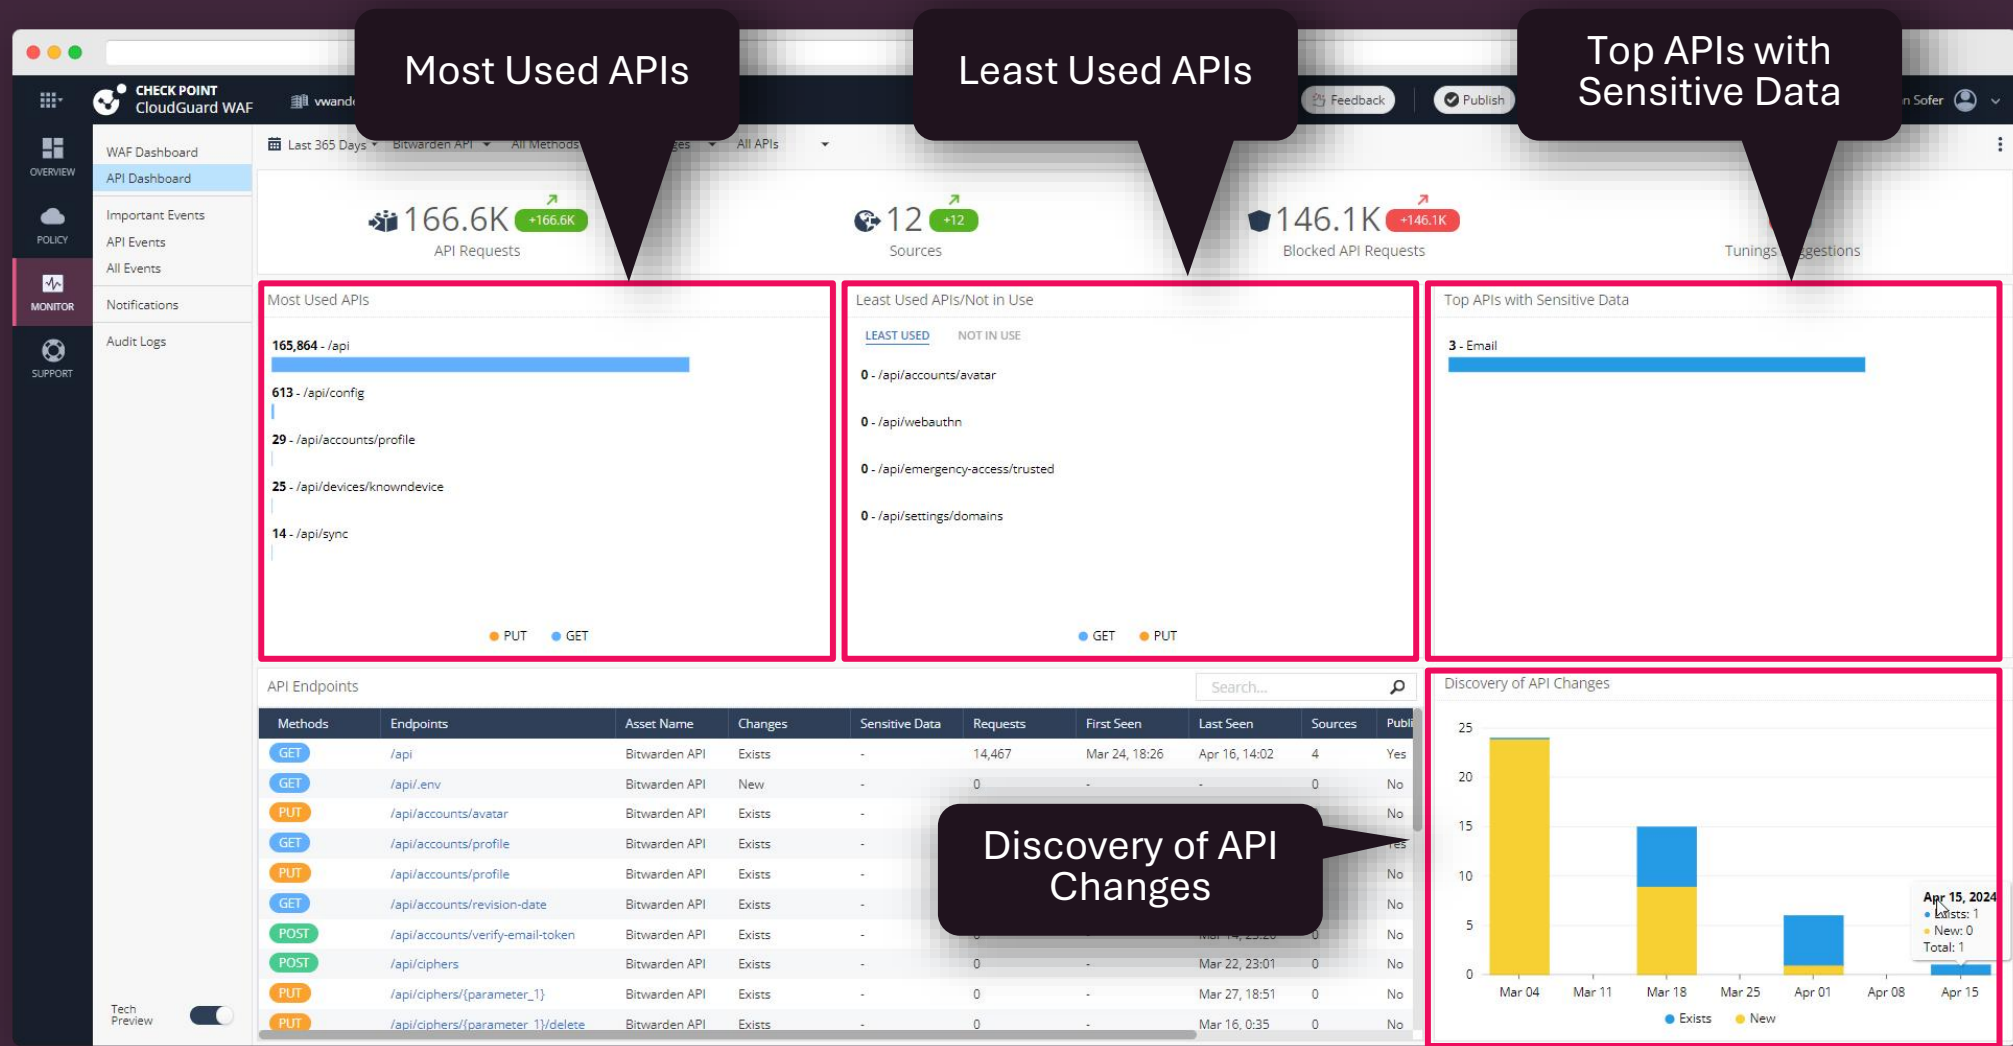 Most Used APIs
Least Used APIs
Top APIs with
Sensitive Data
CHECK POINT
CloudGuard WAF
Feedback
Publish
Sofer
OVERVIEW
POLICY
MONITOR
SUPPORT
WAF Dashboard
API Dashboard
Important Events
API Events
All Events
Notifications
Audit Logs
Tech
Preview
Last 365 Days
Bitwarden API
All Methods
All APIs
166.6K +166.6K
API Requests
12 +12
Sources
146.1K +146.1K
Blocked API Requests
Tunings
Most Used APIs
165,864 - /api
613 - /api/config
29 - /api/accounts/profile
25 - /api/devices/knowndevice
14 - /api/sync
PUT GET
Least Used APIs/Not in Use
LEAST USED NOT IN USE
0 - /api/accounts/avatar
0 - /api/webauthn
0 - /api/emergency-access/trusted
0 - /api/settings/domains
GET PUT
Top APIs with Sensitive Data
3 - Email
API Endpoints
Search...
Methods Endpoints Asset Name Changes Sensitive Data Requests First Seen Last Seen Sources
GET /api Bitwarden API Exists - 14,467 Mar 24, 18:26 Apr 16, 14:02 4 Yes
GET /api/.env Bitwarden API New - 0 - - 0 No
PUT /api/accounts/avatar Bitwarden API Exists - No
GET /api/accounts/profile Bitwarden API Exists - Yes
PUT /api/accounts/profile Bitwarden API Exists - No
GET /api/accounts/revision-date Bitwarden API Exists - No
POST /api/accounts/verify-email-token Bitwarden API Exists - 0 - 0 No
POST /api/ciphers Bitwarden API Exists - 0 - Mar 22, 23:01 0 No
PUT /api/ciphers/{parameter_1} Bitwarden API Exists - 0 - Mar 27, 18:51 0 No
PUT /api/ciphers/{parameter_1}/delete Bitwarden API Exists - 0 - Mar 16, 0:35 0 No
Discovery of API
Changes
Discovery of API Changes
25
20
15
10
5
0
Mar 04 Mar 11 Mar 18 Mar 25 Apr 01 Apr 08 Apr 15
Exists New
Apr 15, 2024
Exists: 1
New: 0
Total: 1